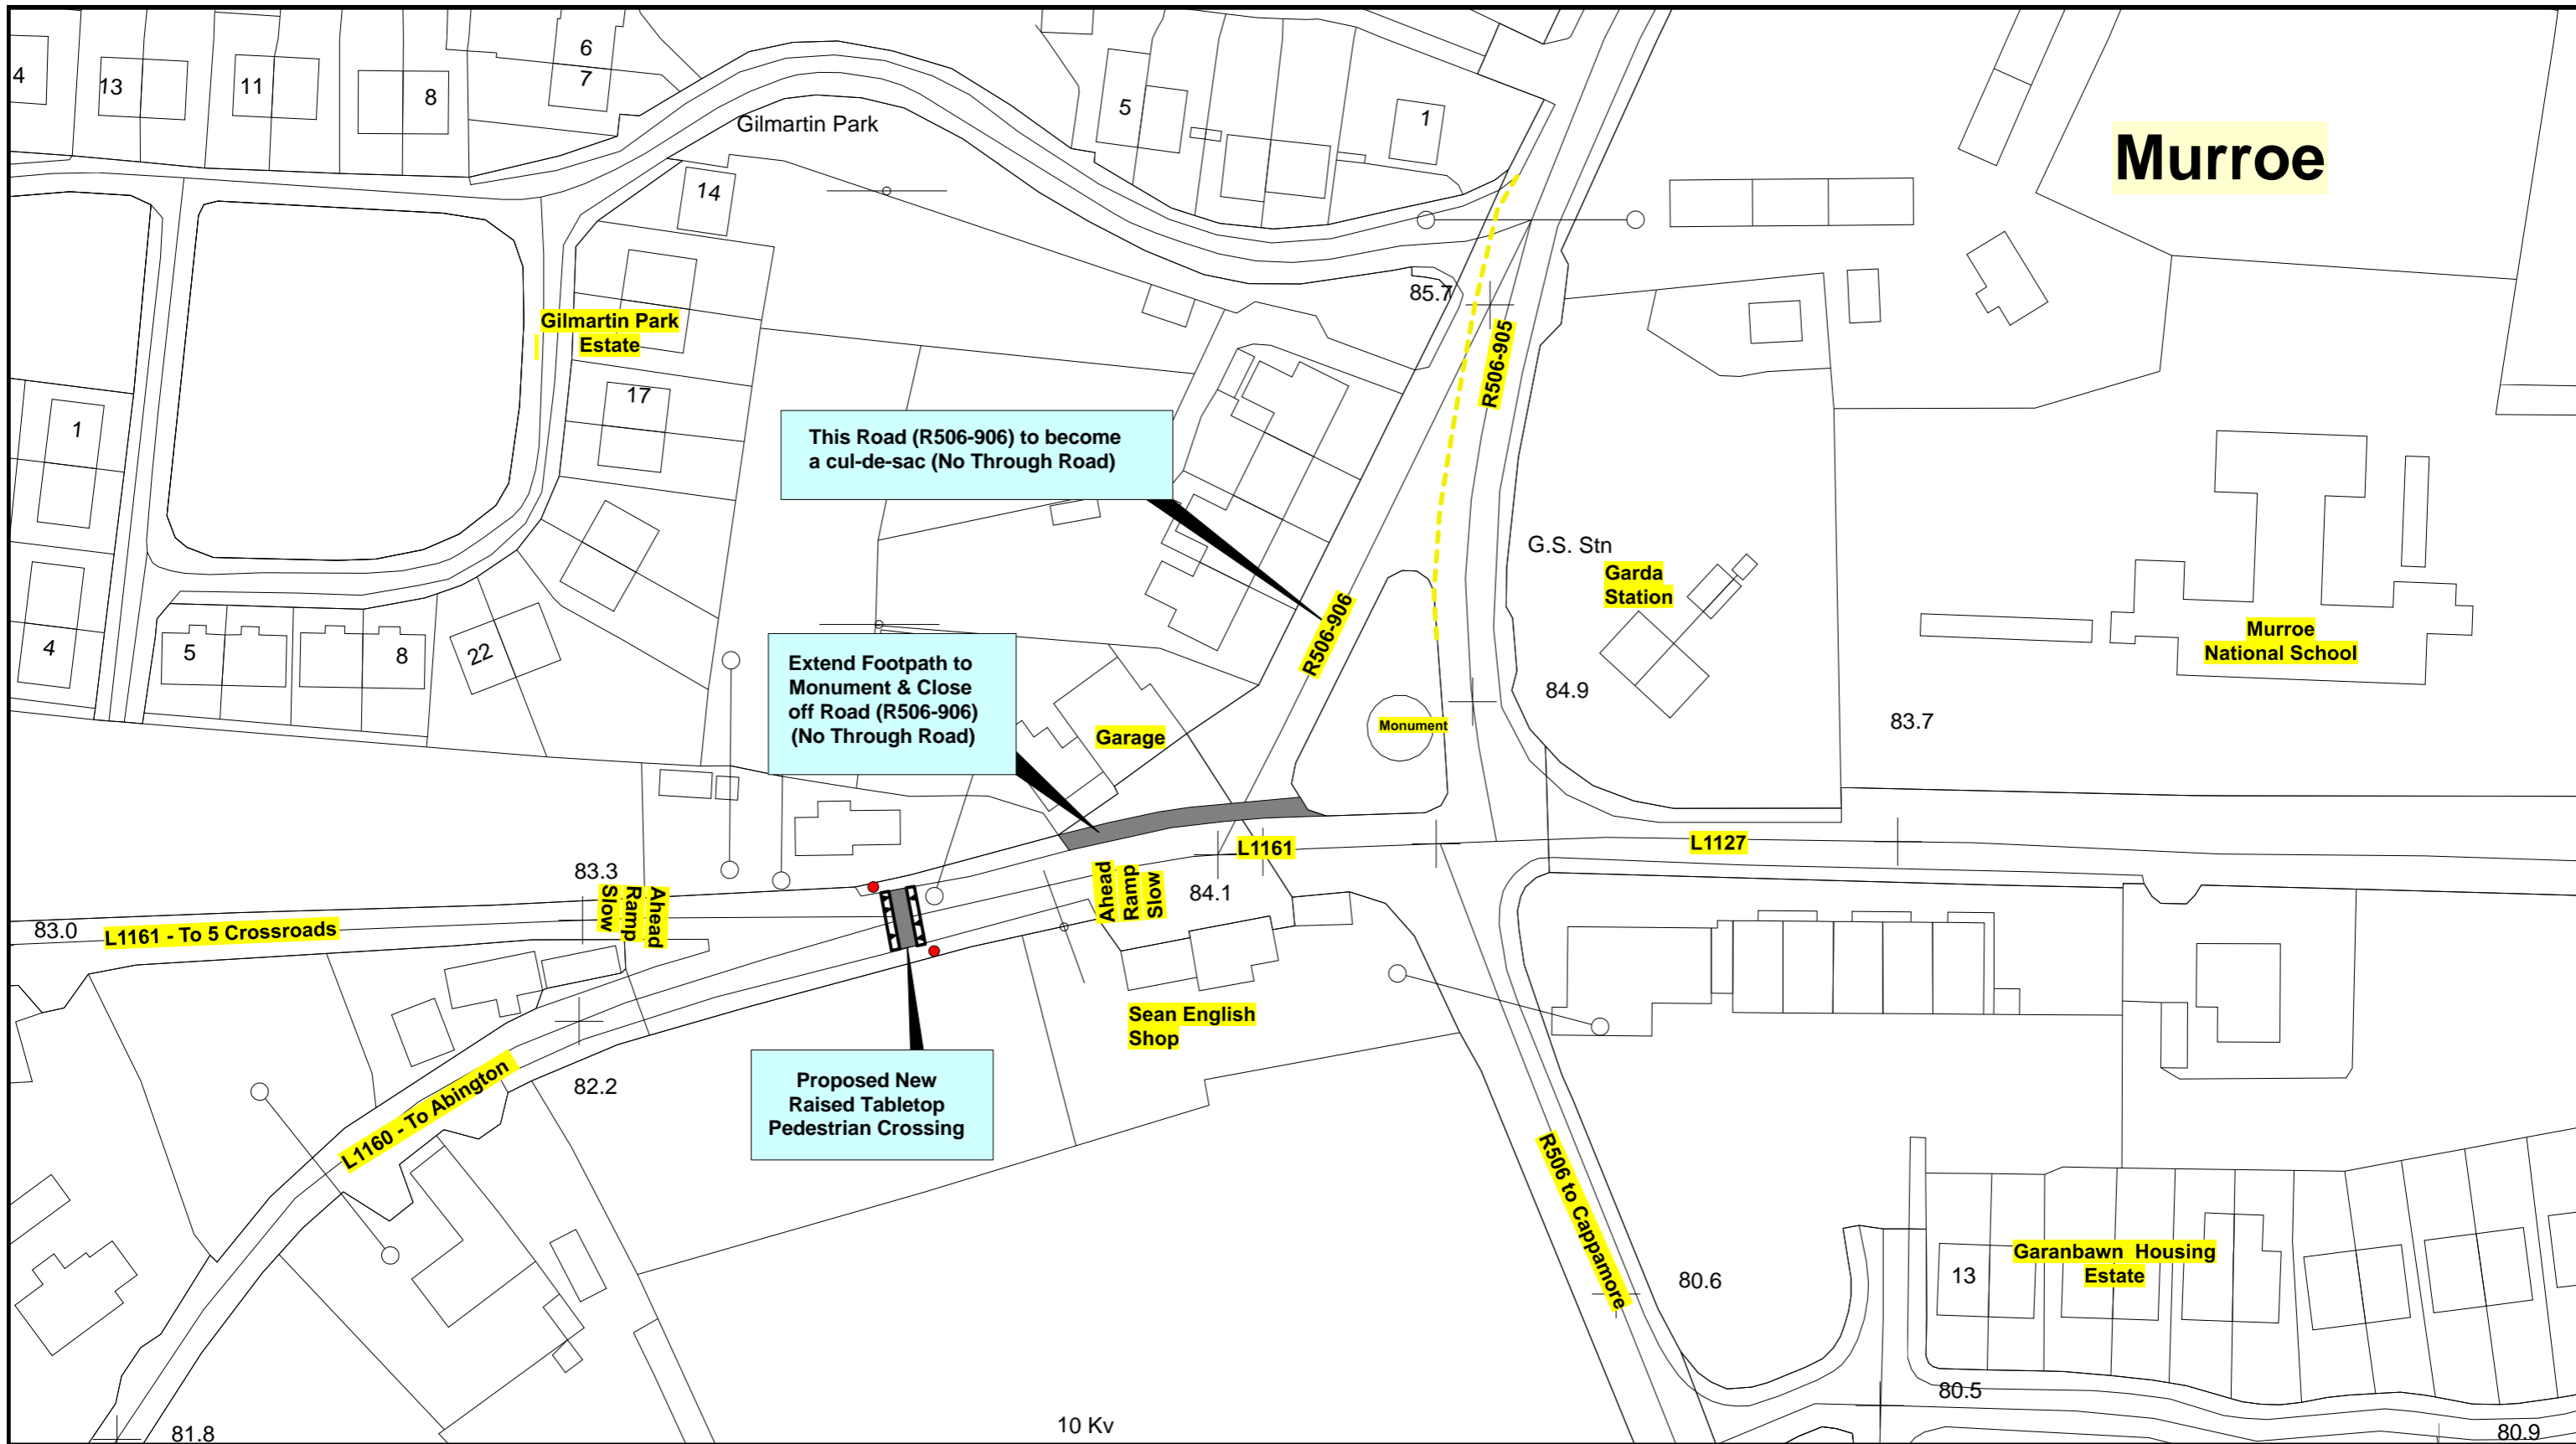 4
13
11
8
6
7
Gilmartin Park
5
1
Murroe
14
85.7
Gilmartin Park
Estate
R506-905
17
1
This Road (R506-906) to become
a cul-de-sac (No Through Road)
G.S. Stn
Garda
Station
R506-906
Murroe
National School
4
5
8
22
Extend Footpath to
Monument & Close
off Road (R506-906)
(No Through Road)
84.9
83.7
Garage
Monument
L1161
L1127
83.3
Slow
Ramp
Ahead
Ahead
Ramp
Slow
84.1
83.0
L1161 - To 5 Crossroads
Sean English
Shop
82.2
L1160 - To Abington
Proposed New
Raised Tabletop
Pedestrian Crossing
R506 to Cappamore
80.6
13
Garanbawn Housing
Estate
80.5
81.8
10 Kv
80.9